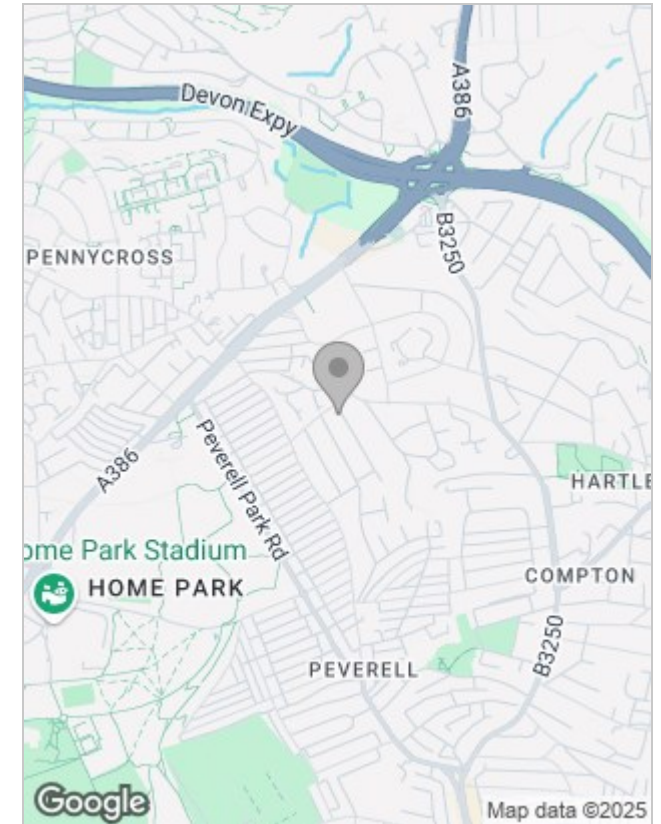 A386
Devon Expy
B3250
PENNYCROSS
A386
Peverell Park Rd
HARTLE
ome Park Stadium
HOME PARK
COMPTON
B3250
PEVERELL
Google
Map data ©2025